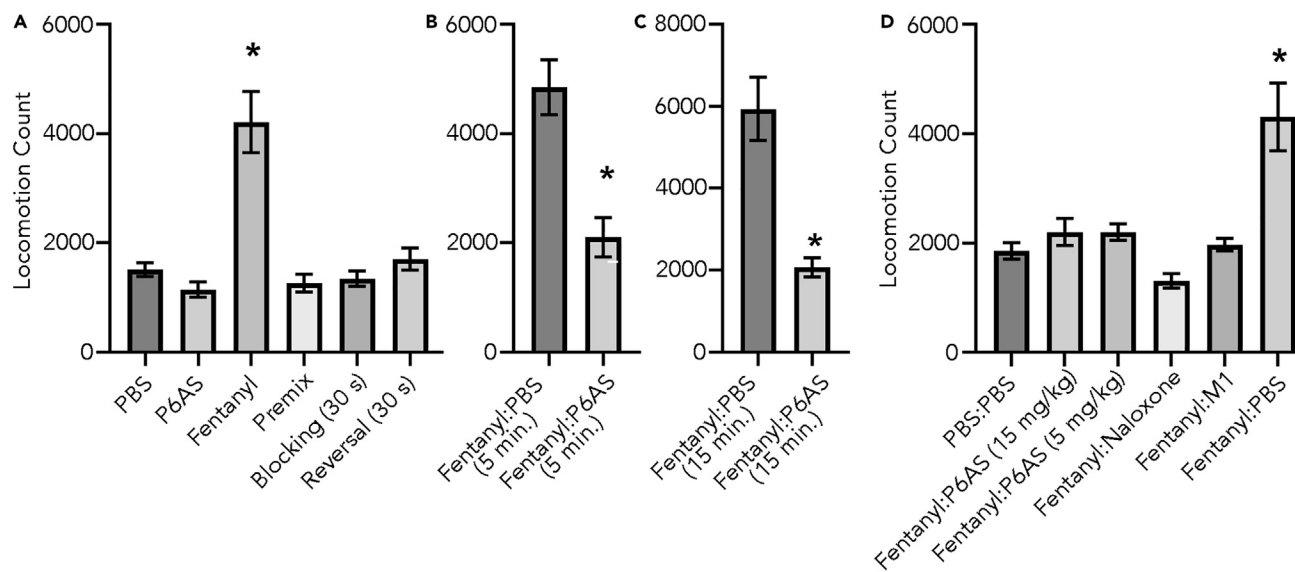 A
Locomotion Count
6000
4000
2000
0
*
PBS
P6AS
Fentanyl
Premix
Blocking (30 s)
Reversal (30 s)
B
6000
4000
2000
0
*
Fentanyl:PBS
(5 min.)
Fentanyl:P6AS
(5 min.)
C
8000
6000
4000
2000
0
*
Fentanyl:PBS
(15 min.)
Fentanyl:P6AS
(15 min.)
D
Locomotion Count
6000
4000
2000
0
*
PBS:PBS
Fentanyl:P6AS (15 mg/kg)
Fentanyl:P6AS (5 mg/kg)
Fentanyl:Naloxone
Fentanyl:M1
Fentanyl:PBS